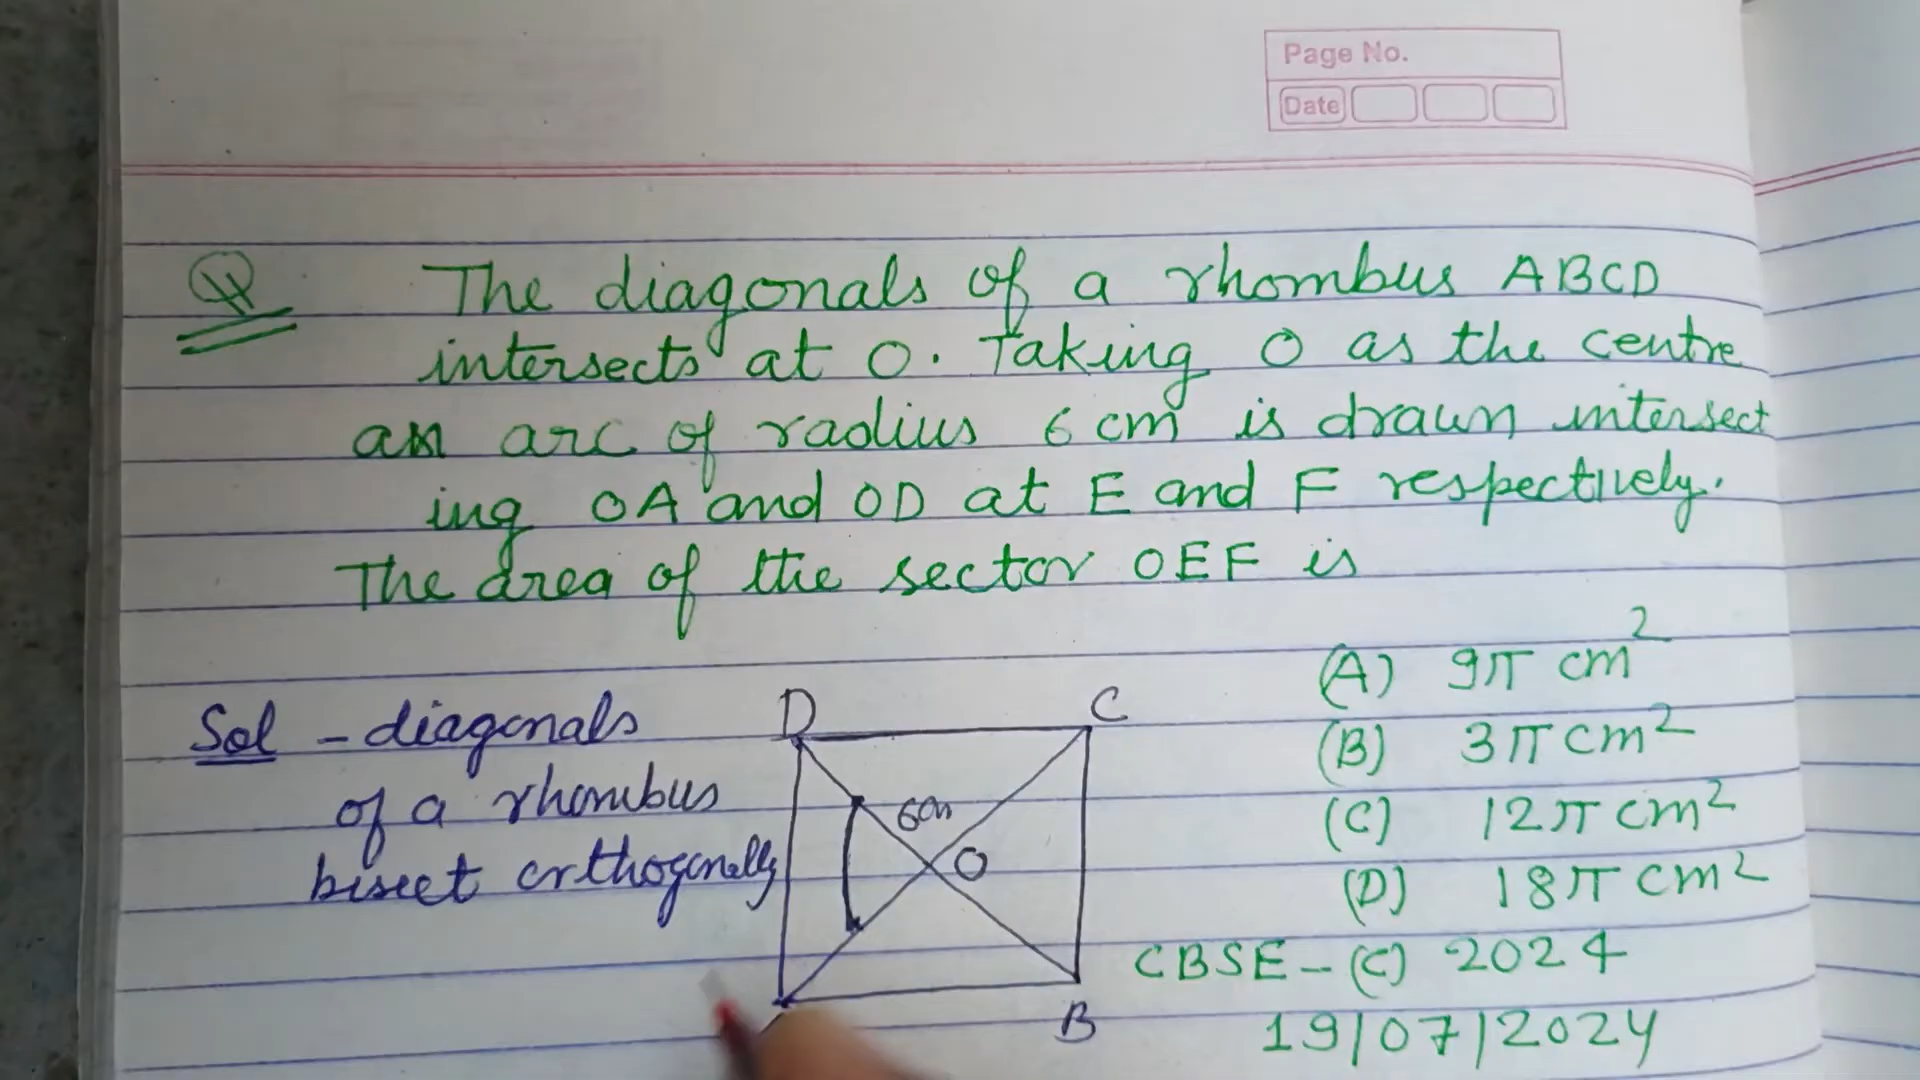 Page No.
Date
Q The diagonals of a rhombus ABCD
intersects at O. Taking O as the centre
an arc of radius 6 cm is drawn intersect
ing OA and OD at E and F respectively.
The area of the sector OEF is
(A) 9π cm²
(B) 3π cm²
(C) 12π cm²
(D) 18π cm²
CBSE - (C) 2024
19/07/2024
Sol - diagonals
of a rhombus
bisect orthogonally
D
C
6cm
O
B